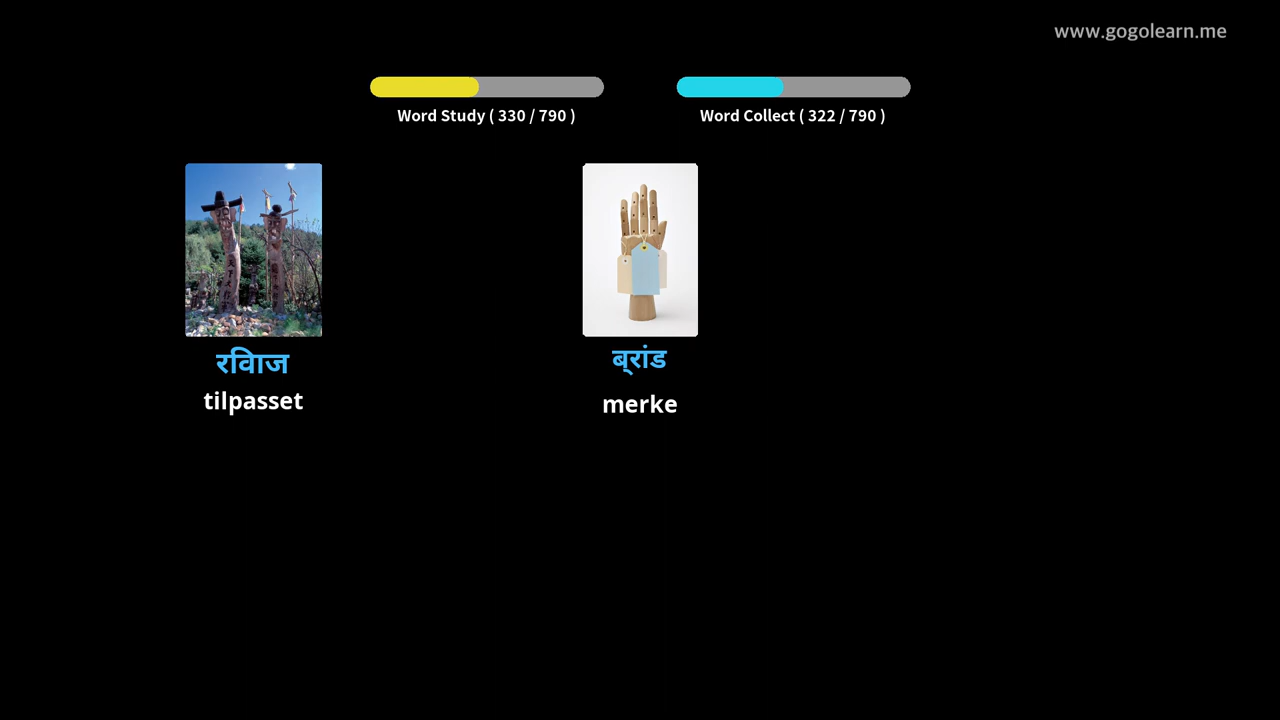 www.gogolearn.me
Word Study ( 330 / 790 )
Word Collect ( 322 / 790 )
रविाज
tilpasset
ब्रांड
merke